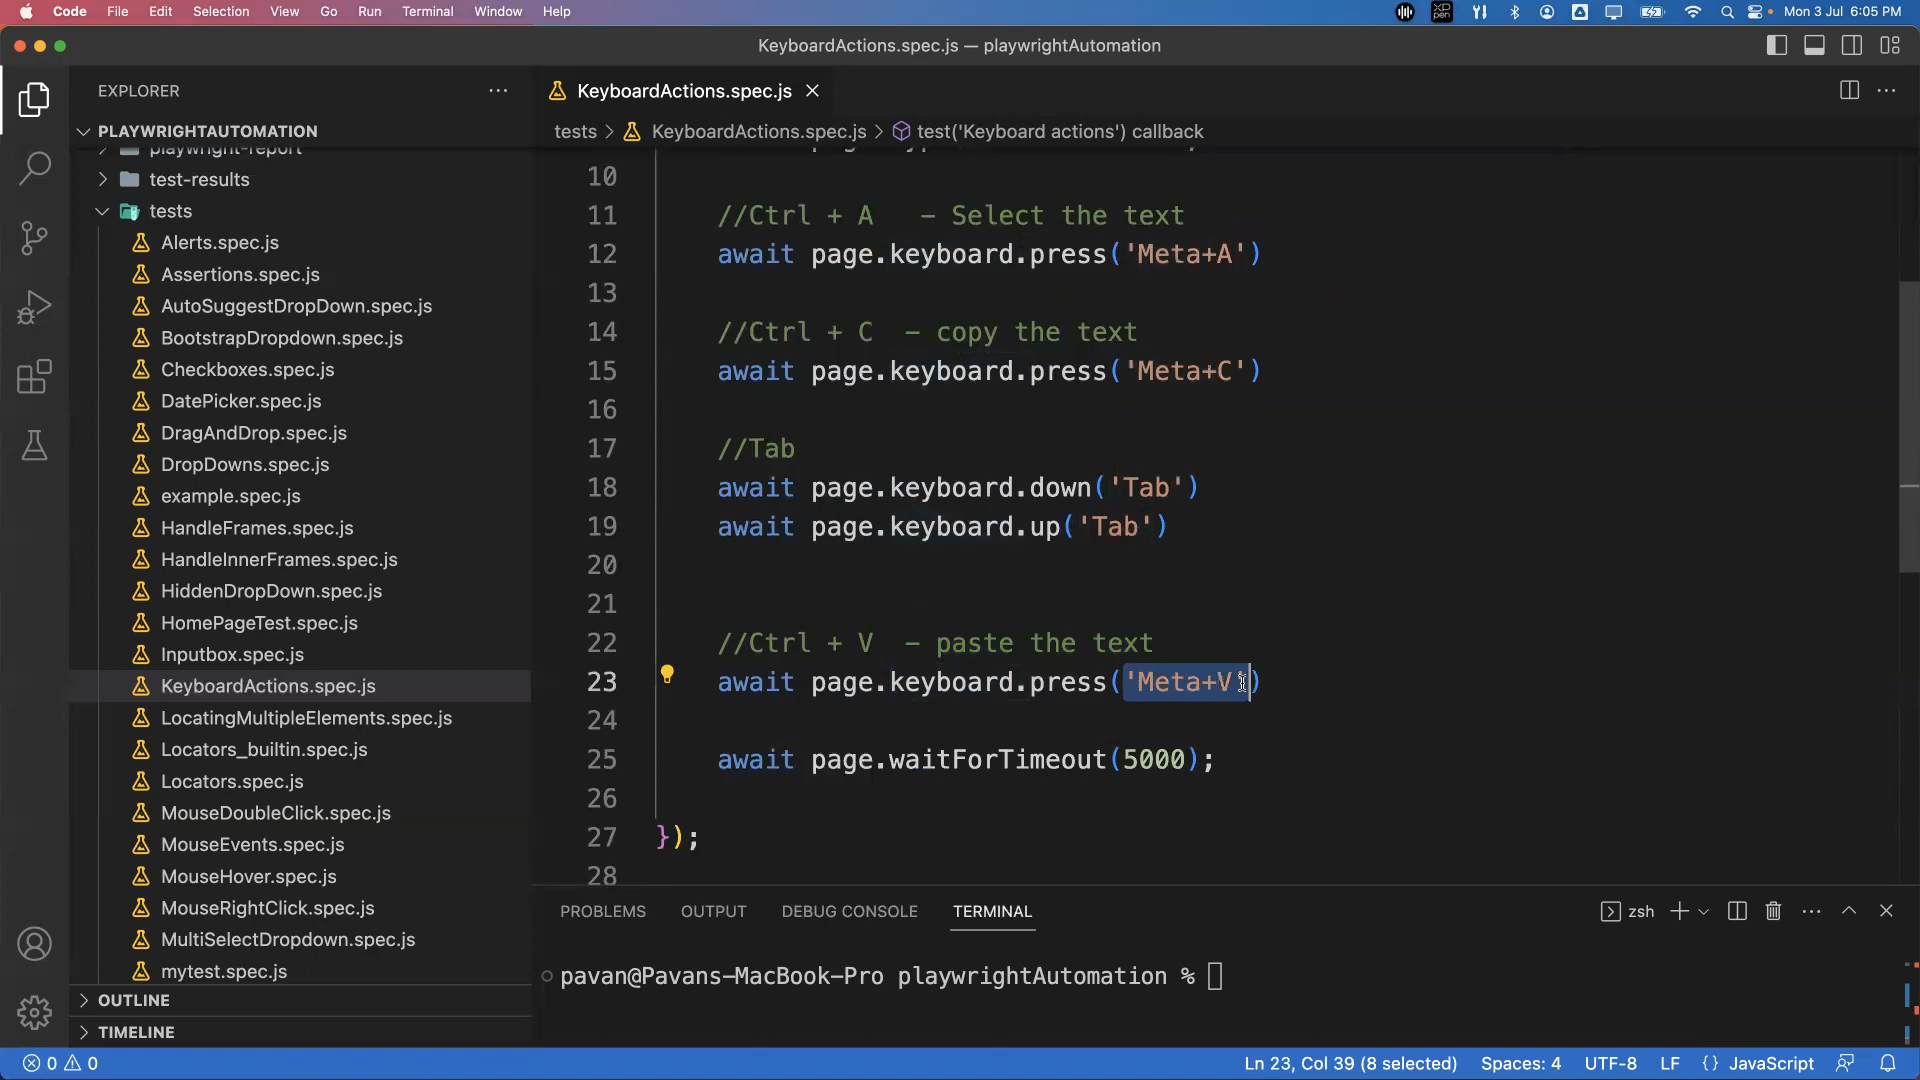 Code File Edit Selection View Go Run Terminal Window Help
XP pen
Mon 3 Jul 6:05 PM
KeyboardActions.spec.js — playwrightAutomation
EXPLORER
PLAYWRIGHTAUTOMATION
playwright-report
test-results
tests
Alerts.spec.js
Assertions.spec.js
AutoSuggestDropDown.spec.js
BootstrapDropdown.spec.js
Checkboxes.spec.js
DatePicker.spec.js
DragAndDrop.spec.js
DropDowns.spec.js
example.spec.js
HandleFrames.spec.js
HandleInnerFrames.spec.js
HiddenDropDown.spec.js
HomePageTest.spec.js
Inputbox.spec.js
KeyboardActions.spec.js
LocatingMultipleElements.spec.js
Locators_builtin.spec.js
Locators.spec.js
MouseDoubleClick.spec.js
MouseEvents.spec.js
MouseHover.spec.js
MouseRightClick.spec.js
MultiSelectDropdown.spec.js
mytest.spec.js
OUTLINE
TIMELINE
KeyboardActions.spec.js
tests > KeyboardActions.spec.js > test('Keyboard actions') callback
10
11 //Ctrl + A   - Select the text
12 await page.keyboard.press('Meta+A')
13
14 //Ctrl + C  - copy the text
15 await page.keyboard.press('Meta+C')
16
17 //Tab
18 await page.keyboard.down('Tab')
19 await page.keyboard.up('Tab')
20
21
22 //Ctrl + V  - paste the text
23 await page.keyboard.press('Meta+V')
24
25 await page.waitForTimeout(5000);
26
27 });
28
PROBLEMS OUTPUT DEBUG CONSOLE TERMINAL
zsh
pavan@Pavans-MacBook-Pro playwrightAutomation %
0 0
Ln 23, Col 39 (8 selected) Spaces: 4 UTF-8 LF {} JavaScript